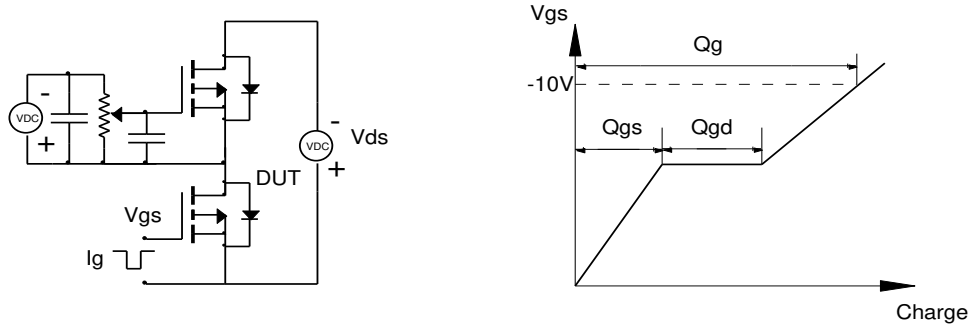 -
VDC
+
-
VDC
+
Vds
DUT
Vgs
Ig
Vgs
Qg
-10V
Qgs
Qgd
Charge